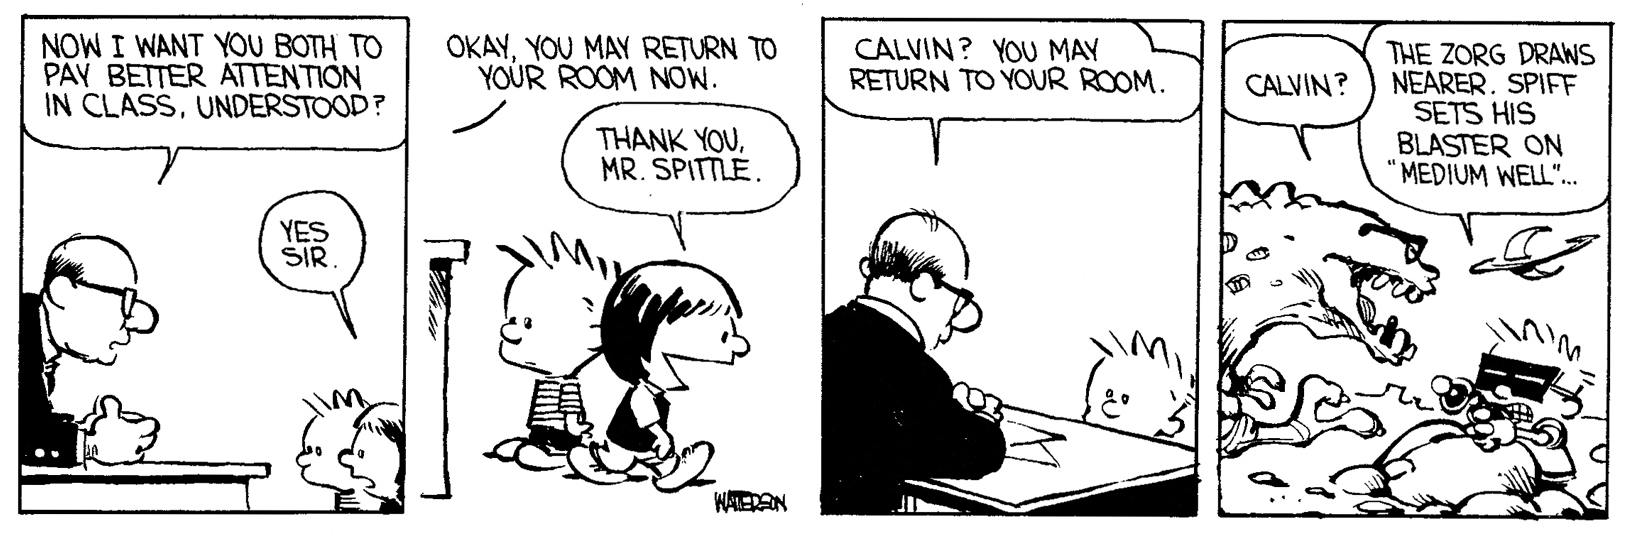 NOW I WANT YOU BOTH TO
PAY BETTER ATTENTION
IN CLASS, UNDERSTOOD?
YES
SIR.
OKAY, YOU MAY RETURN TO
YOUR ROOM NOW.
THANK YOU,
MR. SPITTLE.
WATTERSON
CALVIN? YOU MAY
RETURN TO YOUR ROOM.
CALVIN?
THE ZORG DRAWS
NEARER. SPIFF
SETS HIS
BLASTER ON
"MEDIUM WELL"...